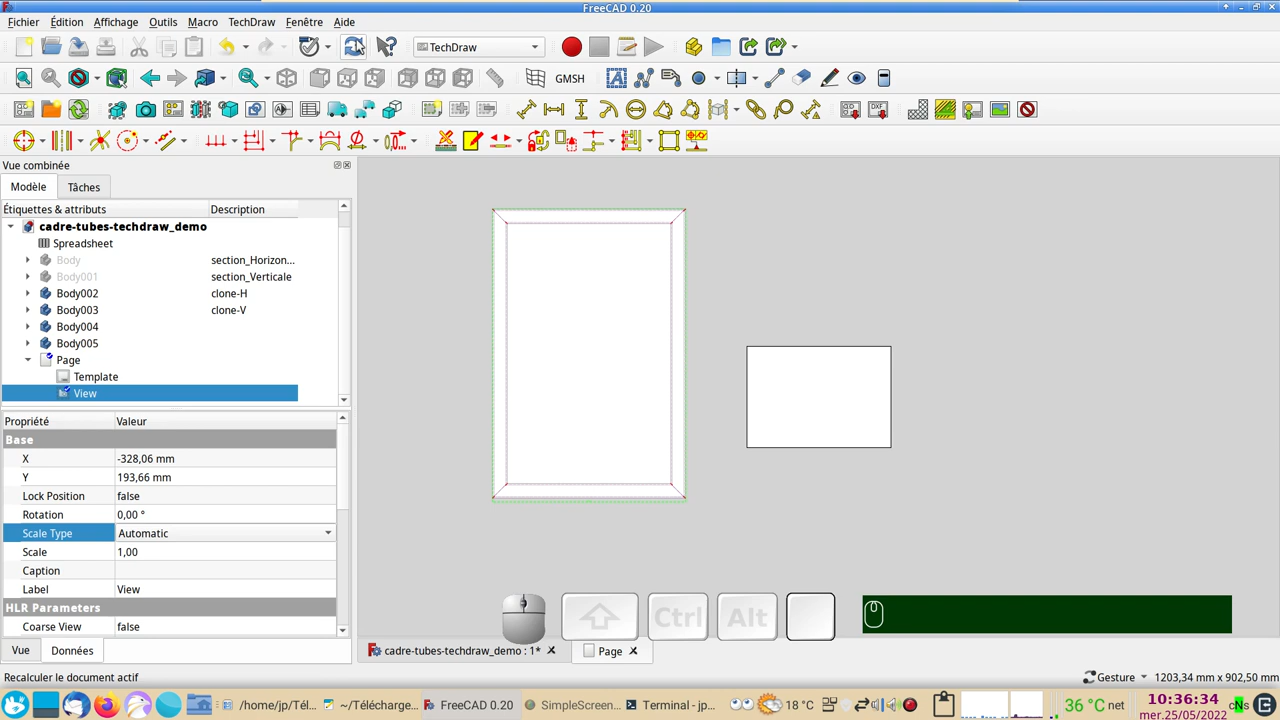 FreeCAD 0.20
Fichier Édition Affichage Outils Macro TechDraw Fenêtre Aide
TechDraw
GMSH
Vue combinée
Modèle Tâches
Étiquettes & attributs Description
cadre-tubes-techdraw_demo
Spreadsheet
Body section_Horizon...
Body001 section_Verticale
Body002 clone-H
Body003 clone-V
Body004
Body005
Page
Template
View
Propriété Valeur
Base
X -328,06 mm
Y 193,66 mm
Lock Position false
Rotation 0,00 °
Scale Type Automatic
Scale 1,00
Caption
Label View
HLR Parameters
Coarse View false
Ctrl Alt
Vue Données
cadre-tubes-techdraw_demo : 1* Page
Recalculer le document actif
Gesture 1203,34 mm x 902,50 mm
/home/jp/Tél... ~/Télécharge... FreeCAD 0.20 SimpleScreen... Terminal - jp... 18 °C 36 °C net 10:36:34
mer.25/05/2022